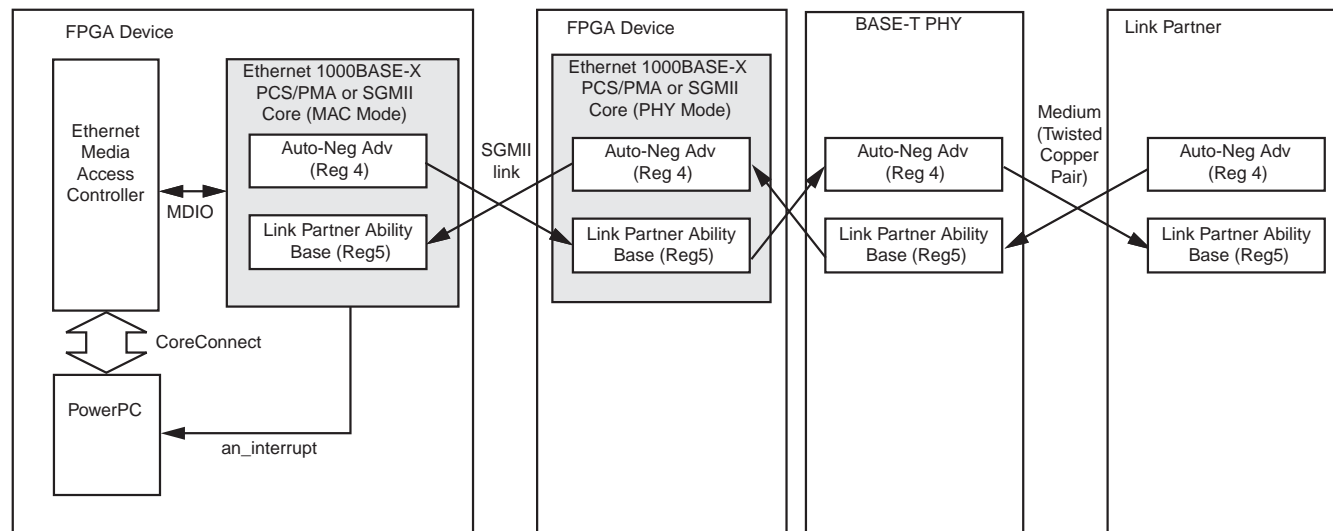 FPGA Device
Ethernet
Media
Access
Controller
MDIO
Ethernet 1000BASE-X
PCS/PMA or SGMII
Core (MAC Mode)
Auto-Neg Adv
(Reg 4)
Link Partner Ability
Base (Reg5)
CoreConnect
PowerPC
an_interrupt
SGMII
link
FPGA Device
Ethernet 1000BASE-X
PCS/PMA or SGMII
Core (PHY Mode)
Auto-Neg Adv
(Reg 4)
Link Partner Ability
Base (Reg5)
BASE-T PHY
Auto-Neg Adv
(Reg 4)
Link Partner Ability
Base (Reg5)
Medium
(Twisted
Copper
Pair)
Link Partner
Auto-Neg Adv
(Reg 4)
Link Partner Ability
Base (Reg5)